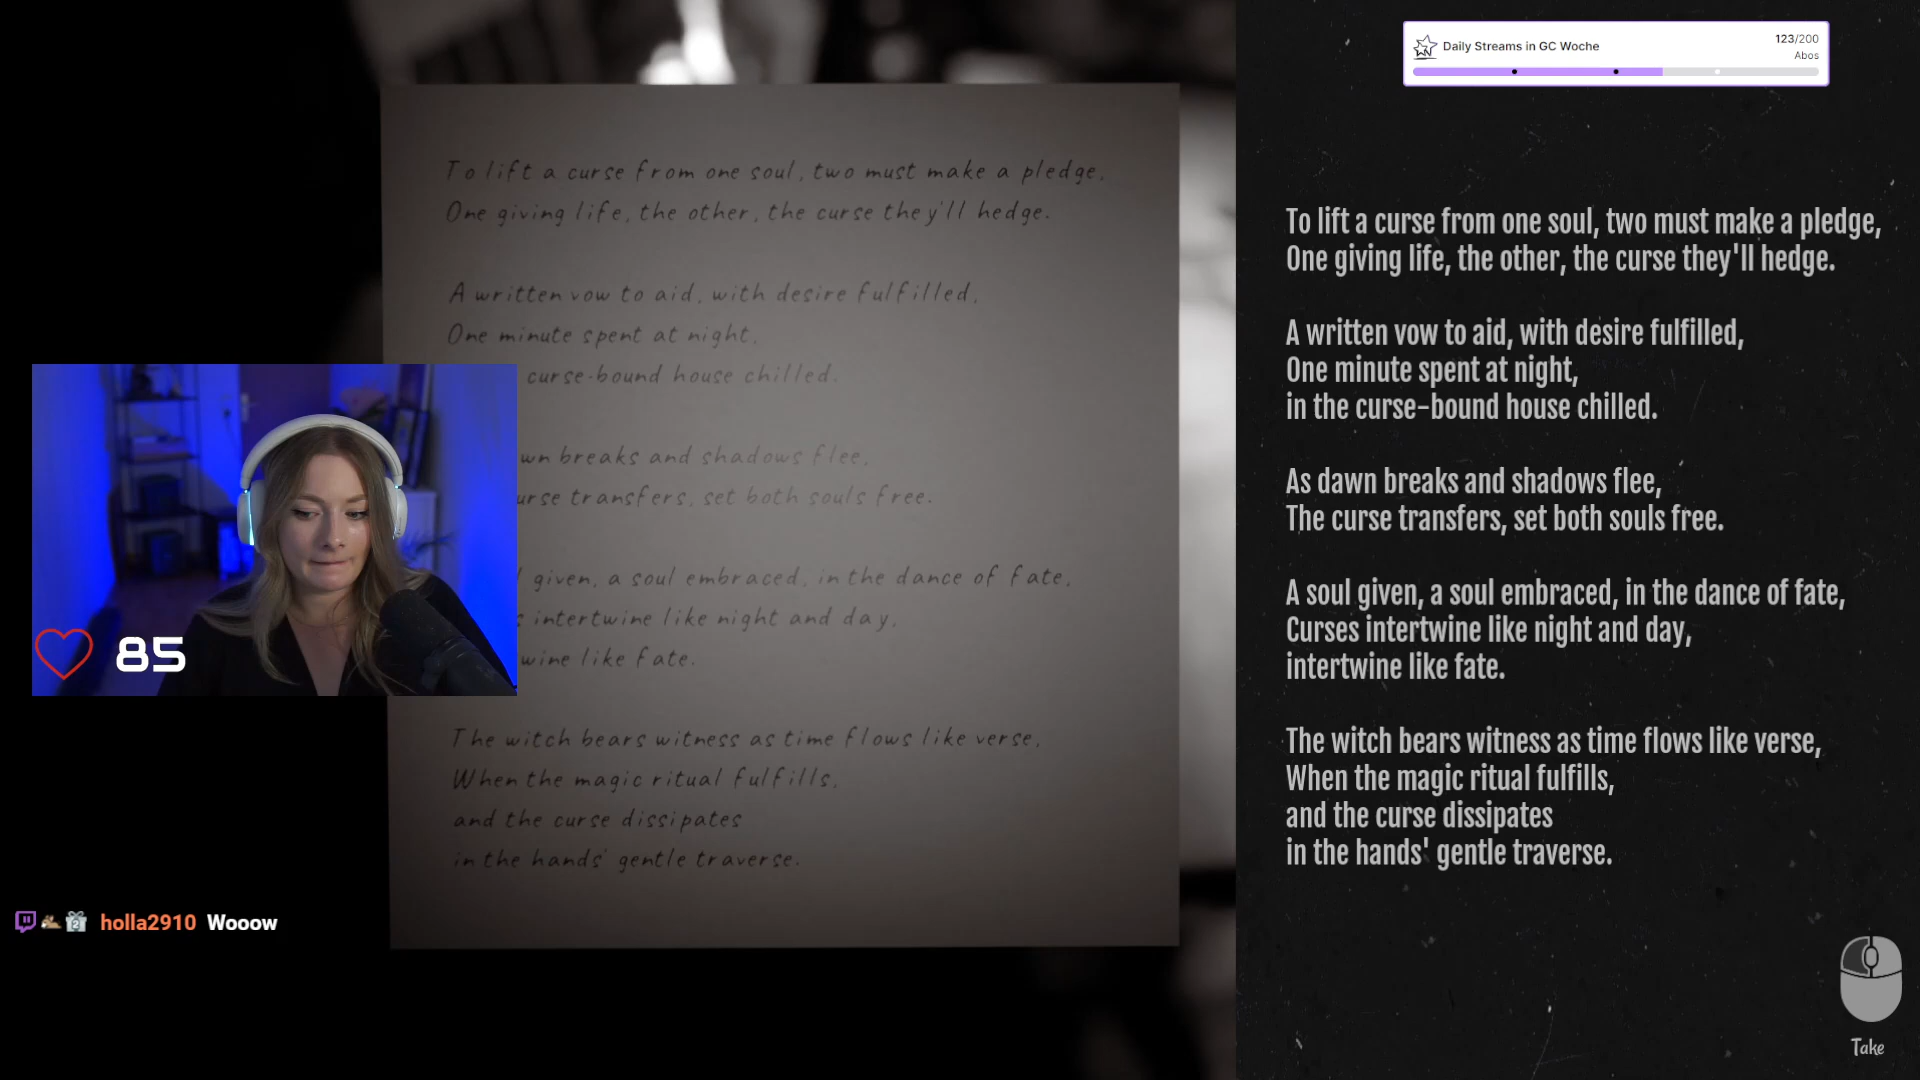 Daily Streams in GC Woche
123/200
Abos
To lift a curse from one soul, two must make a pledge,
One giving life, the other, the curse they'll hedge.
A written vow to aid, with desire fulfilled,
One minute spent at night,
curse-bound house chilled.
wn breaks and shadows flee,
urse transfers, set both souls free.
given, a soul embraced, in the dance of fate,
intertwine like night and day,
wine like fate.
The witch bears witness as time flows like verse,
When the magic ritual fulfills,
and the curse dissipates
in the hands' gentle traverse.
To lift a curse from one soul, two must make a pledge,
One giving life, the other, the curse they'll hedge.
A written vow to aid, with desire fulfilled,
One minute spent at night,
in the curse-bound house chilled.
As dawn breaks and shadows flee,
The curse transfers, set both souls free.
A soul given, a soul embraced, in the dance of fate,
Curses intertwine like night and day,
intertwine like fate.
The witch bears witness as time flows like verse,
When the magic ritual fulfills,
and the curse dissipates
in the hands' gentle traverse.
85
2
holla2910 Wooow
Take